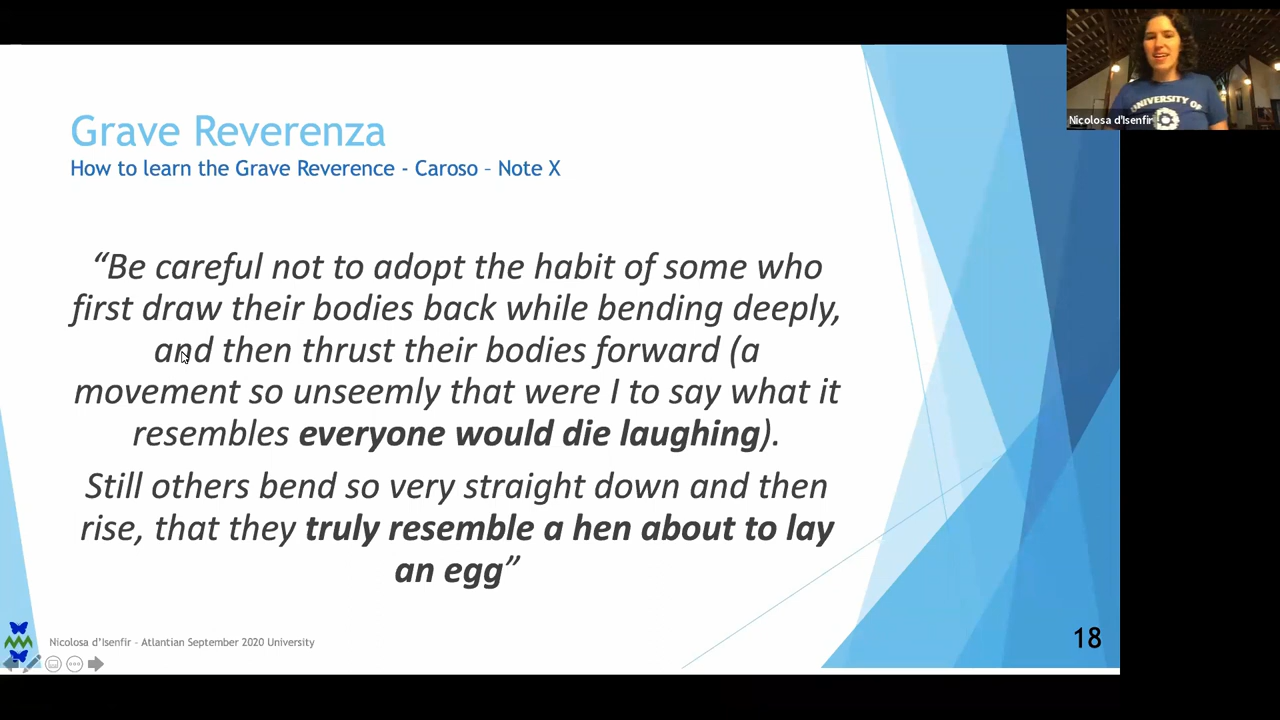 Grave Reverenza
How to learn the Grave Reverence - Caroso – Note X
“Be careful not to adopt the habit of some who
first draw their bodies back while bending deeply,
and then thrust their bodies forward (a
movement so unseemly that were I to say what it
resembles everyone would die laughing).
Still others bend so very straight down and then
rise, that they truly resemble a hen about to lay
an egg”
Nicolosa d’Isenfir - Atlantian September 2020 University
18
UNIVERSITY OF
Nicolosa d'Isenfir